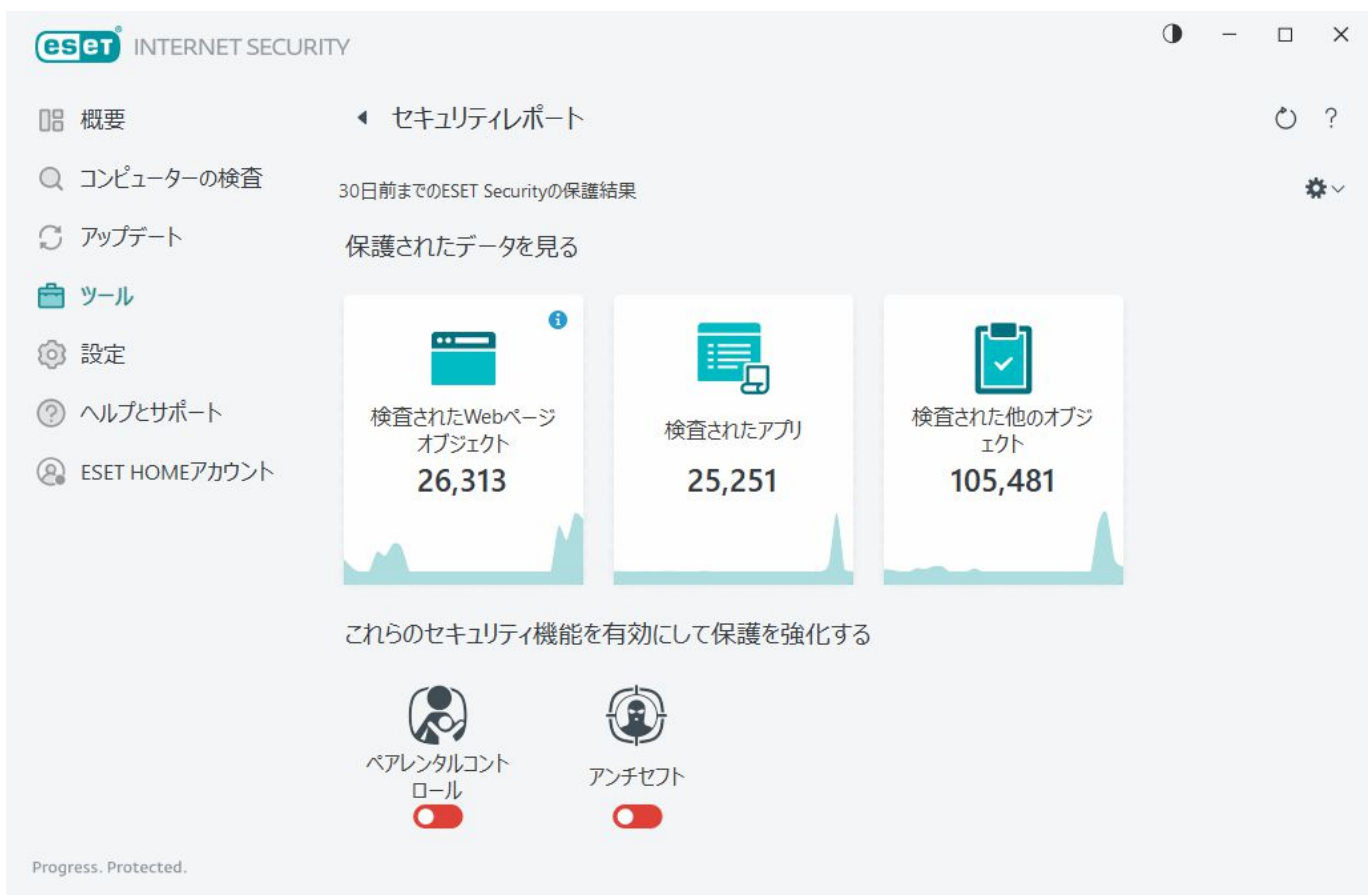 eset® INTERNET SECURITY
概要
コンピューターの検査
アップデート
ツール
設定
ヘルプとサポート
ESET HOMEアカウント
セキュリティレポート
?
30日前までのESET Securityの保護結果
保護されたデータを見る
検査されたWebページ
オブジェクト
26,313
検査されたアプリ
25,251
検査された他のオブジ
ェクト
105,481
これらのセキュリティ機能を有効にして保護を強化する
ペアレンタルコント
ロール
アンチセフト
Progress. Protected.